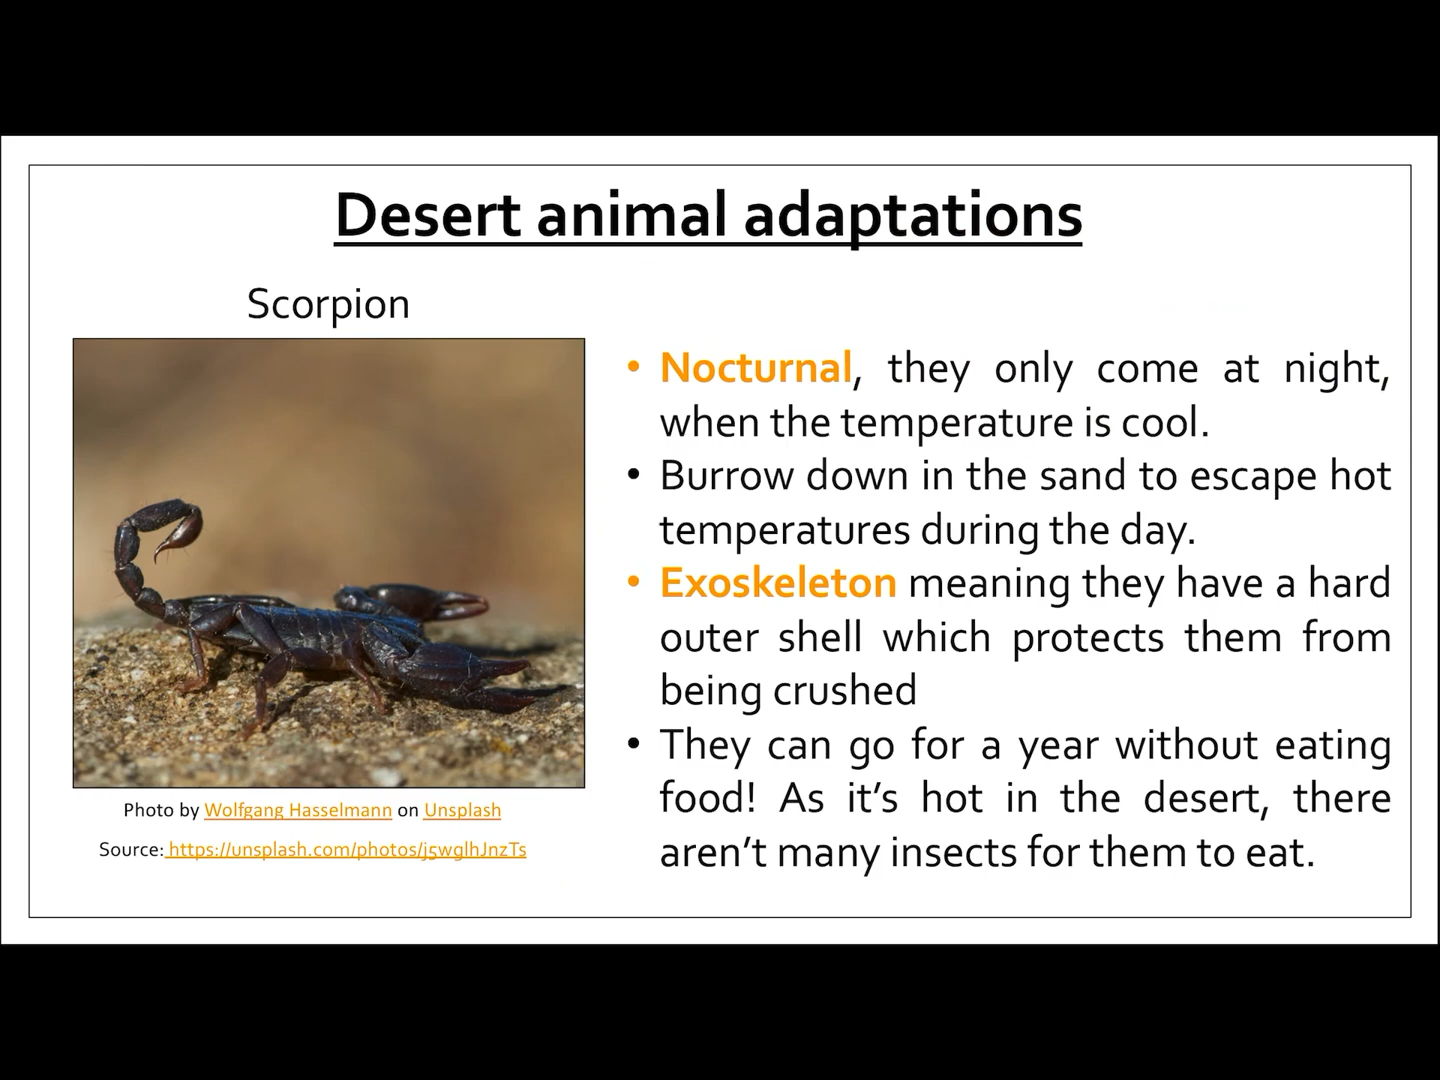 Desert animal adaptations
Scorpion
• Nocturnal, they only come at night,
when the temperature is cool.
• Burrow down in the sand to escape hot
temperatures during the day.
• Exoskeleton meaning they have a hard
outer shell which protects them from
being crushed
• They can go for a year without eating
food! As it’s hot in the desert, there
aren’t many insects for them to eat.
Photo by Wolfgang Hasselmann on Unsplash
Source: https://unsplash.com/photos/j5wglhJnzTs